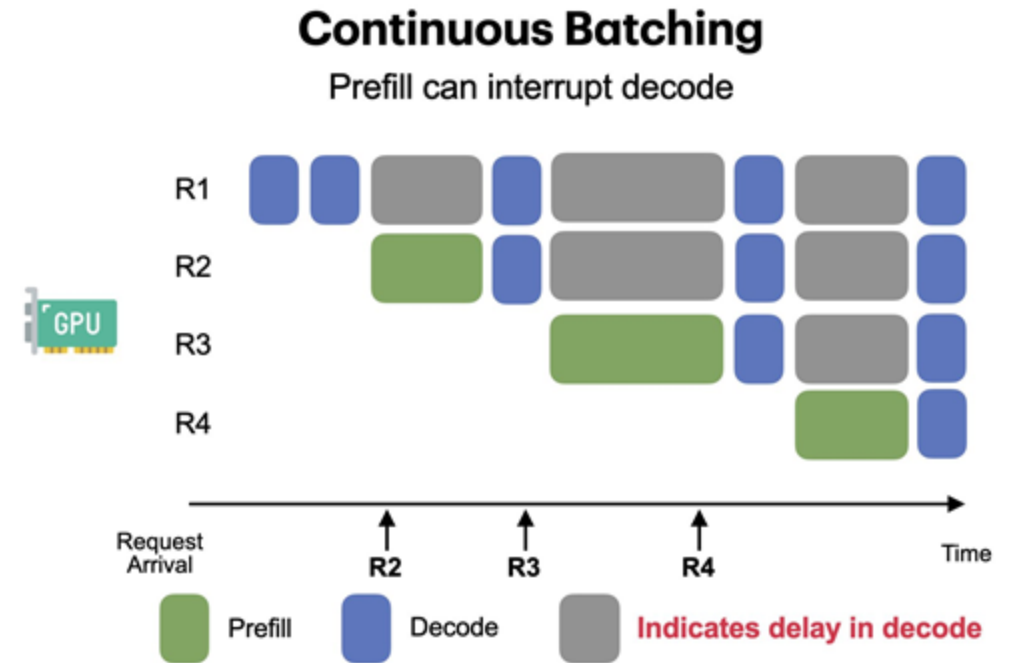 Continuous Batching
Prefill can interrupt decode
R1
R2
GPU
R3
R4
Request
Arrival
R2
R3
R4
Time
Prefill
Decode
Indicates delay in decode